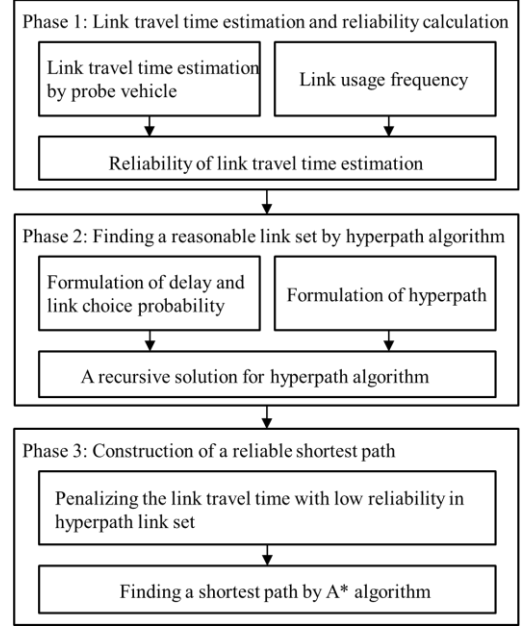 Phase 1: Link travel time estimation and reliability calculation
Link travel time estimation
by probe vehicle
Link usage frequency
Reliability of link travel time estimation
Phase 2: Finding a reasonable link set by hyperpath algorithm
Formulation of delay and
link choice probability
Formulation of hyperpath
A recursive solution for hyperpath algorithm
Phase 3: Construction of a reliable shortest path
Penalizing the link travel time with low reliability in
hyperpath link set
Finding a shortest path by A* algorithm